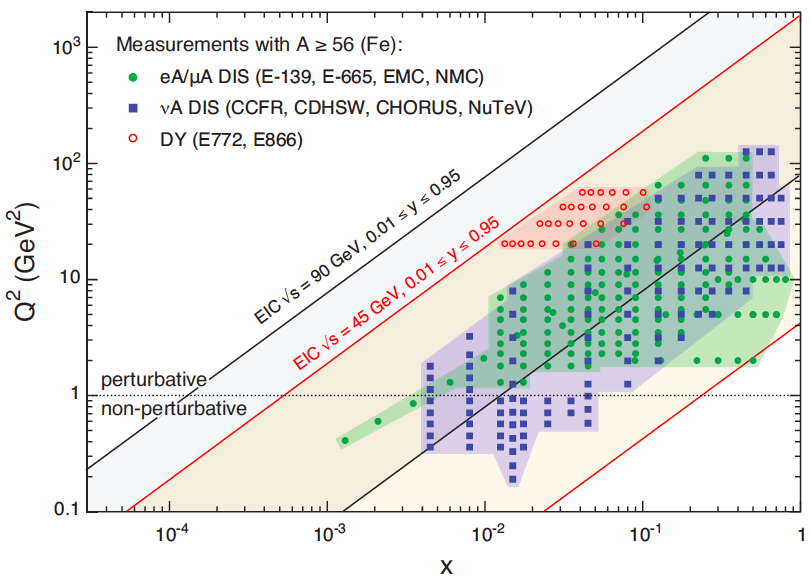 Measurements with A ≥ 56 (Fe):
eA/μA DIS (E-139, E-665, EMC, NMC)
νA DIS (CCFR, CDHSW, CHORUS, NuTeV)
DY (E772, E866)
EIC √s = 90 GeV, 0.01 ≤ y ≤ 0.95
EIC √s = 45 GeV, 0.01 ≤ y ≤ 0.95
perturbative
non-perturbative
Q² (GeV²)
10³
10²
10
1
0.1
10⁻⁴
10⁻³
10⁻²
10⁻¹
1
x